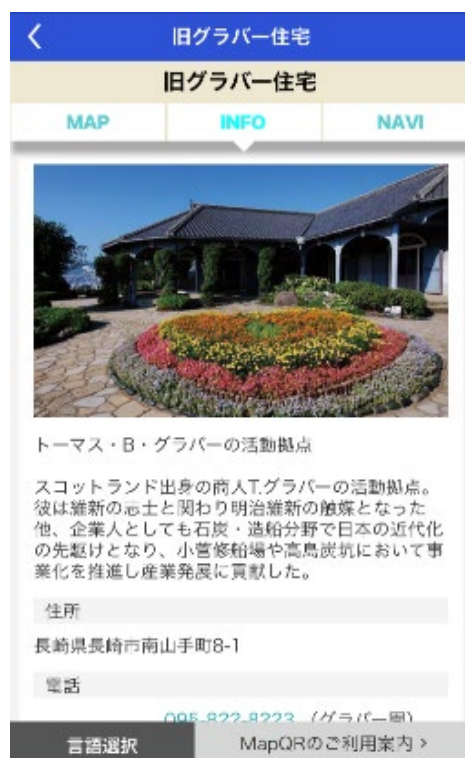 旧グラバー住宅
旧グラバー住宅
MAP INFO NAVI
トーマス・B・グラバーの活動拠点
スコットランド出身の商人T.グラバーの活動拠点。
彼は維新の志士と関わり明治維新の触媒となった
他、企業人としても石炭・造船分野で日本の近代化
の先駆けとなり、小菅修船場や高島炭坑において事
業化を推進し産業発展に貢献した。
住所
長崎県長崎市南山手町8-1
電話
095-822-8223 (グラバー園)
言語選択 MapQRのご利用案内 ›